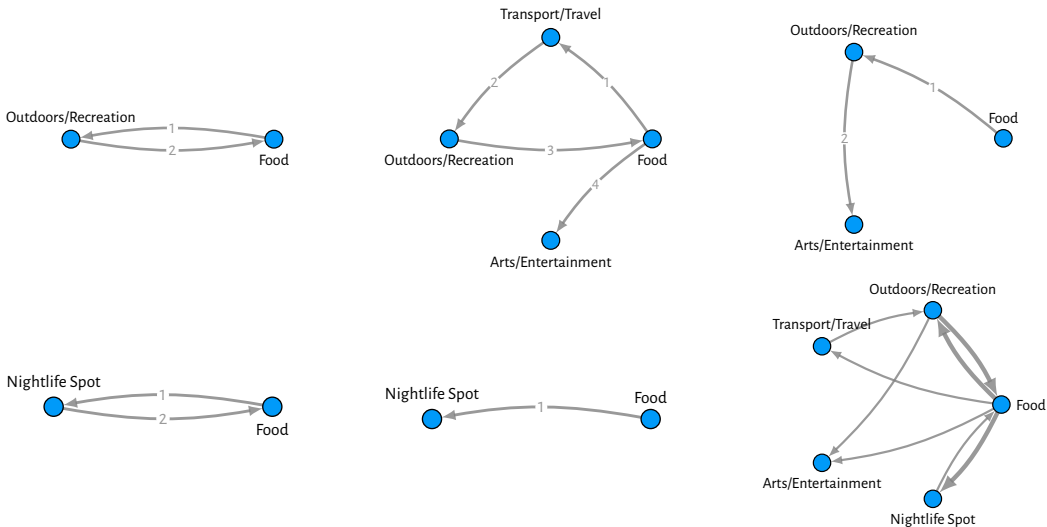 Outdoors/Recreation
1
2
Food
Transport/Travel
2
1
Outdoors/Recreation
3
Food
4
Arts/Entertainment
Outdoors/Recreation
1
Food
2
Arts/Entertainment
Nightlife Spot
1
2
Food
Nightlife Spot
1
Food
Outdoors/Recreation
Transport/Travel
Food
Arts/Entertainment
Nightlife Spot